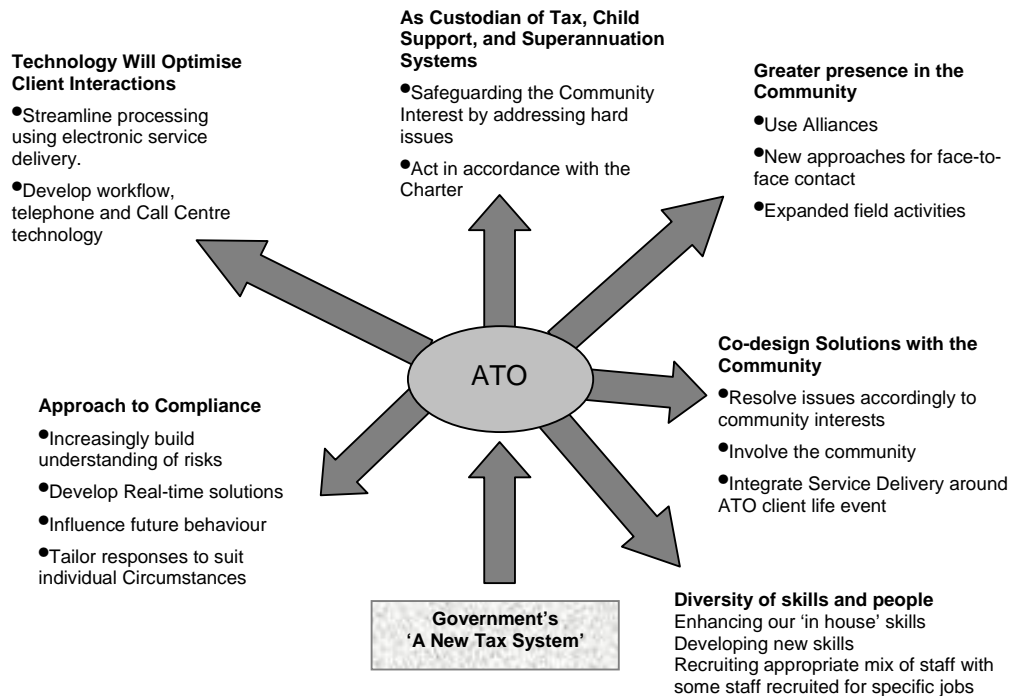 Technology Will Optimise
Client Interactions
●Streamline processing
using electronic service
delivery.
●Develop workflow,
telephone and Call Centre
technology
As Custodian of Tax, Child
Support, and Superannuation
Systems
●Safeguarding the Community
Interest by addressing hard
issues
●Act in accordance with the
Charter
Greater presence in the
Community
●Use Alliances
●New approaches for face-to-
face contact
●Expanded field activities
ATO
Approach to Compliance
●Increasingly build
understanding of risks
●Develop Real-time solutions
●Influence future behaviour
●Tailor responses to suit
individual Circumstances
Co-design Solutions with the
Community
●Resolve issues accordingly to
community interests
●Involve the community
●Integrate Service Delivery around
ATO client life event
Government's
‘A New Tax System’
Diversity of skills and people
Enhancing our ‘in house’ skills
Developing new skills
Recruiting appropriate mix of staff with
some staff recruited for specific jobs